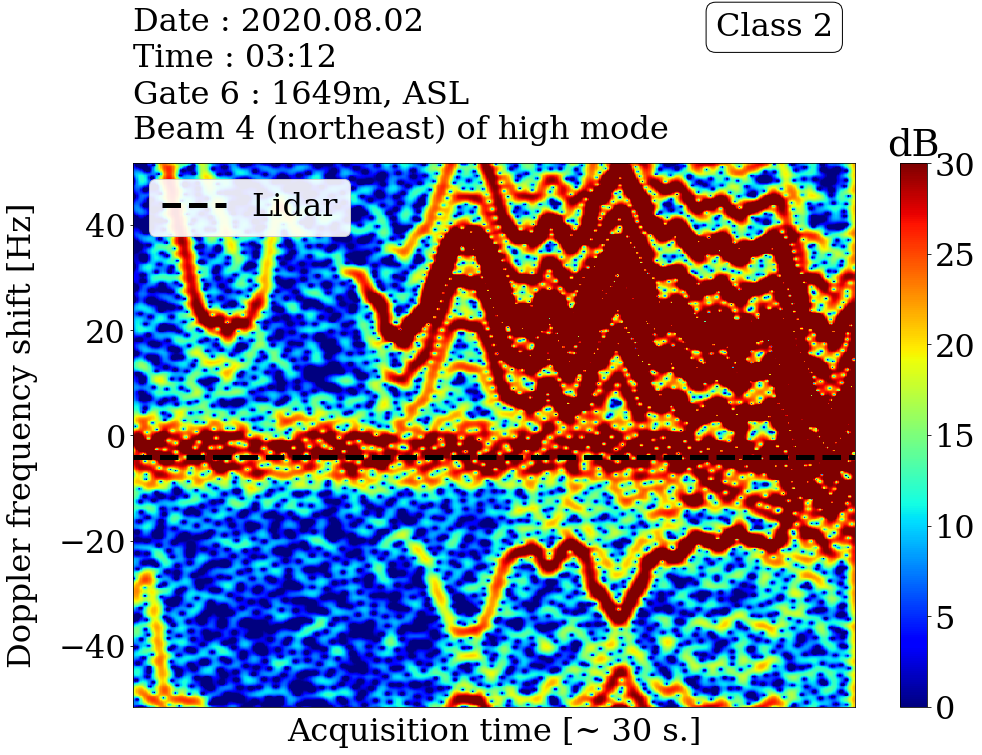 Date : 2020.08.02
Time : 03:12
Gate 6 : 1649m, ASL
Beam 4 (northeast) of high mode
Class 2
dB
Lidar
Doppler frequency shift [Hz]
40
20
0
−20
−40
30
25
20
15
10
5
0
Acquisition time [~ 30 s.]